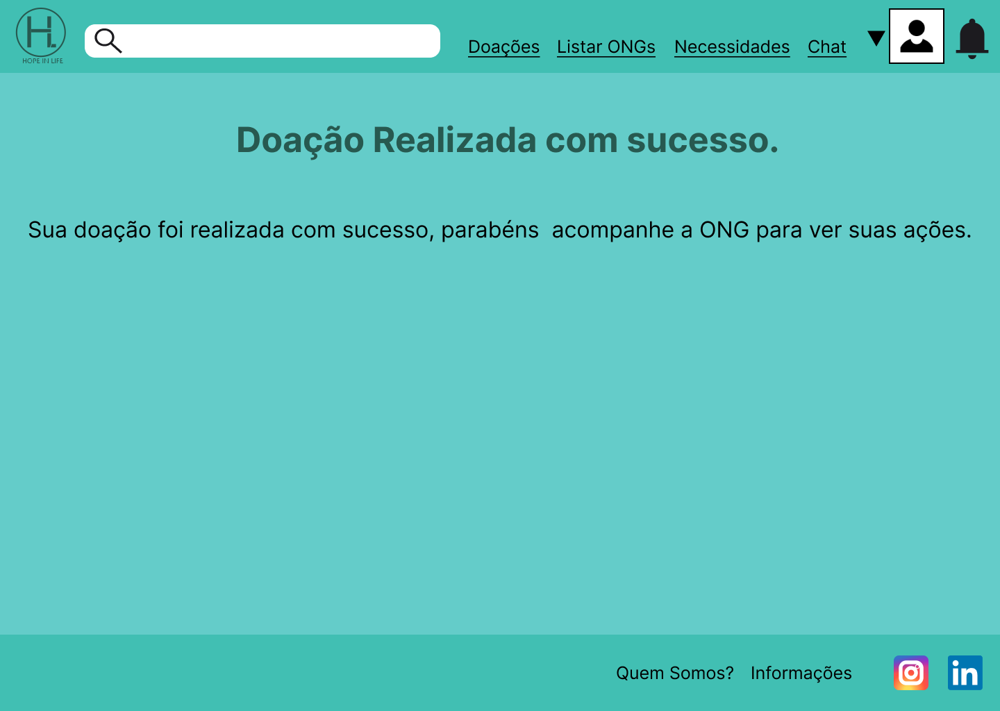 H.
HOPE IN LIFE
Doações Listar ONGs Necessidades Chat
Doação Realizada com sucesso.
Sua doação foi realizada com sucesso, parabéns  acompanhe a ONG para ver suas ações.
Quem Somos? Informações
in